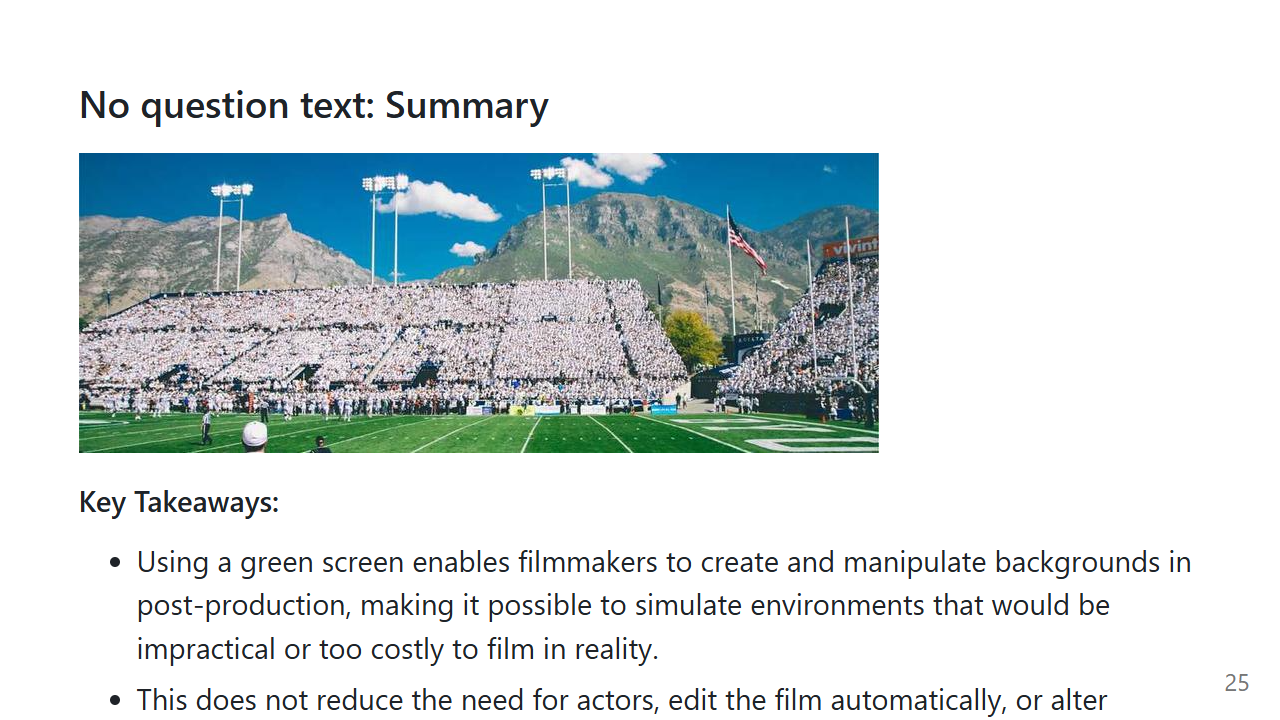 No question text: Summary
vivint
Key Takeaways:
Using a green screen enables filmmakers to create and manipulate backgrounds in
post-production, making it possible to simulate environments that would be
impractical or too costly to film in reality.
This does not reduce the need for actors, edit the film automatically, or alter
25